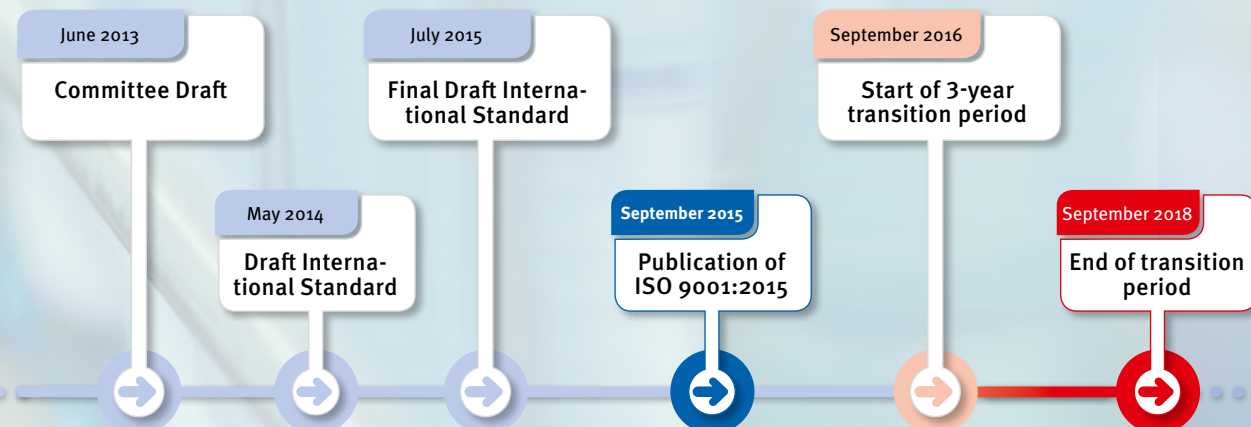 June 2013
Committee Draft
May 2014
Draft Interna-
tional Standard
July 2015
Final Draft Interna-
tional Standard
September 2015
Publication of
ISO 9001:2015
September 2016
Start of 3-year
transition period
September 2018
End of transition
period